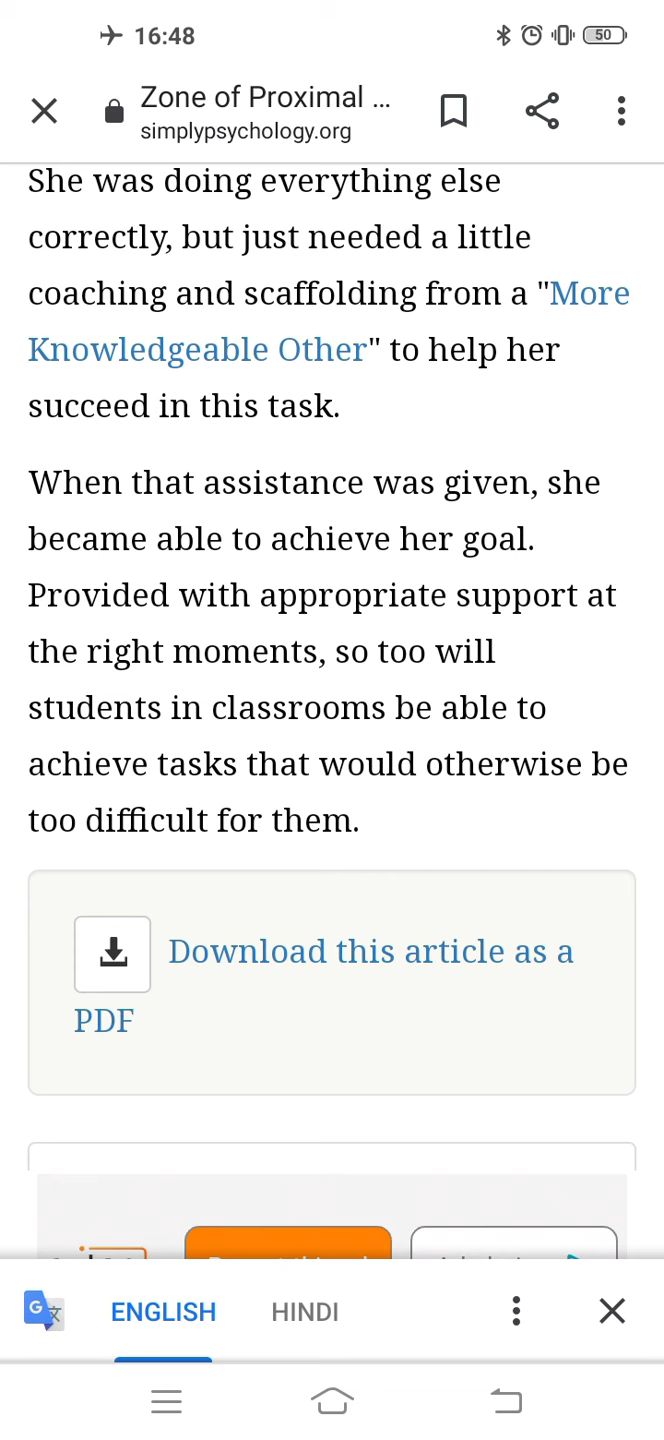 16:48
50
Zone of Proximal ...
simplypsychology.org
She was doing everything else
correctly, but just needed a little
coaching and scaffolding from a "More
Knowledgeable Other" to help her
succeed in this task.
When that assistance was given, she
became able to achieve her goal.
Provided with appropriate support at
the right moments, so too will
students in classrooms be able to
achieve tasks that would otherwise be
too difficult for them.
Download this article as a
PDF
G 文
ENGLISH HINDI